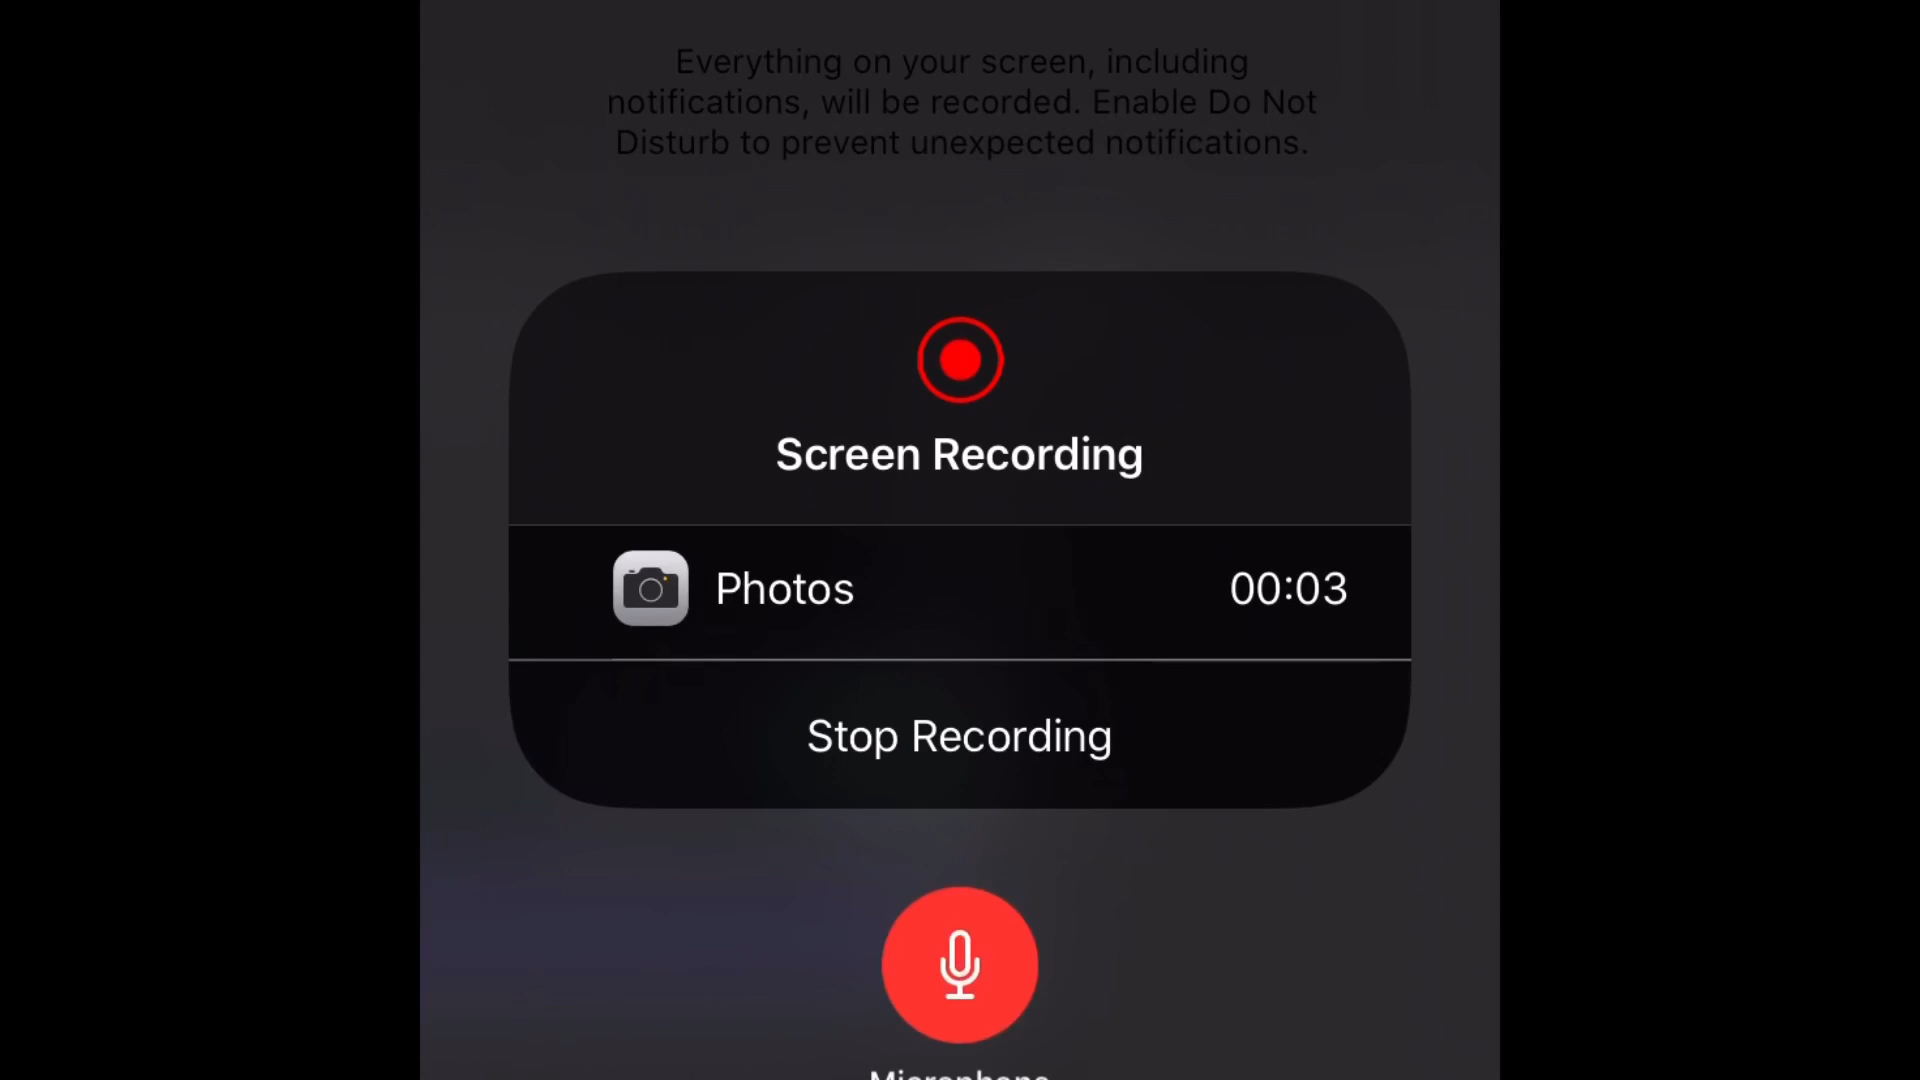 Everything on your screen, including
notifications, will be recorded. Enable Do Not
Disturb to prevent unexpected notifications.
Screen Recording
Photos 00:03
Stop Recording
Microphone